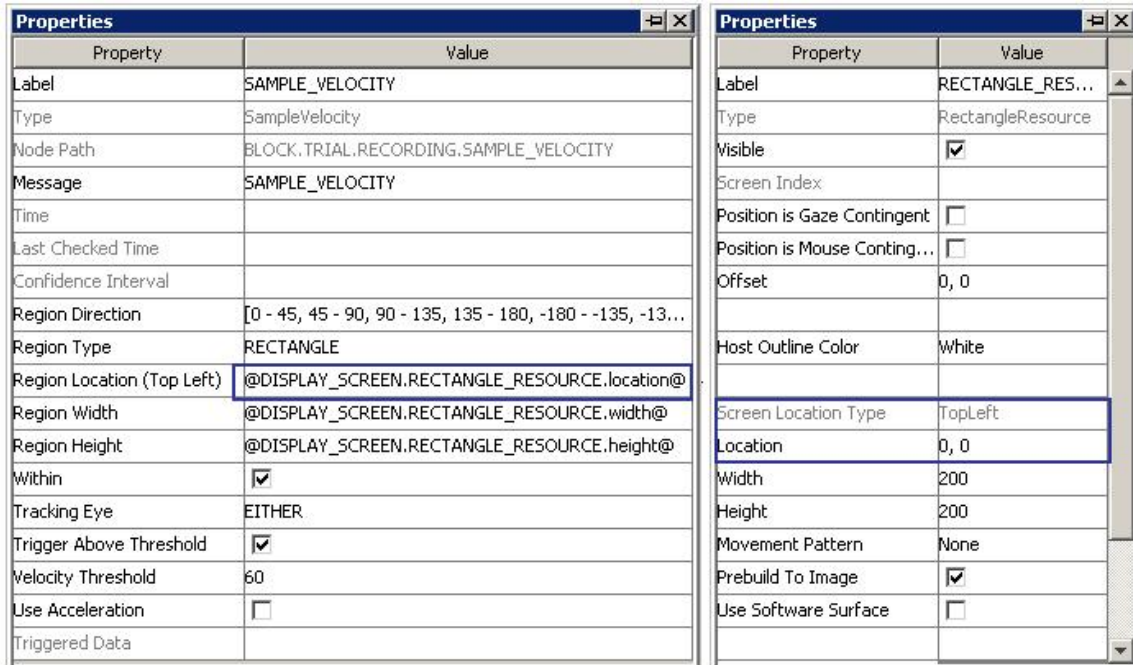 Properties
Property Value
Label SAMPLE_VELOCITY
Type SampleVelocity
Node Path BLOCK.TRIAL.RECORDING.SAMPLE_VELOCITY
Message SAMPLE_VELOCITY
Time
Last Checked Time
Confidence Interval
Region Direction [0 - 45, 45 - 90, 90 - 135, 135 - 180, -180 - -135, -13...
Region Type RECTANGLE
Region Location (Top Left) @DISPLAY_SCREEN.RECTANGLE_RESOURCE.location@
Region Width @DISPLAY_SCREEN.RECTANGLE_RESOURCE.width@
Region Height @DISPLAY_SCREEN.RECTANGLE_RESOURCE.height@
Within
Tracking Eye EITHER
Trigger Above Threshold
Velocity Threshold 60
Use Acceleration
Triggered Data
Properties
Property Value
Label RECTANGLE_RES...
Type RectangleResource
Visible
Screen Index
Position is Gaze Contingent
Position is Mouse Conting...
Offset 0, 0
Host Outline Color White
Screen Location Type TopLeft
Location 0, 0
Width 200
Height 200
Movement Pattern None
Prebuild To Image
Use Software Surface